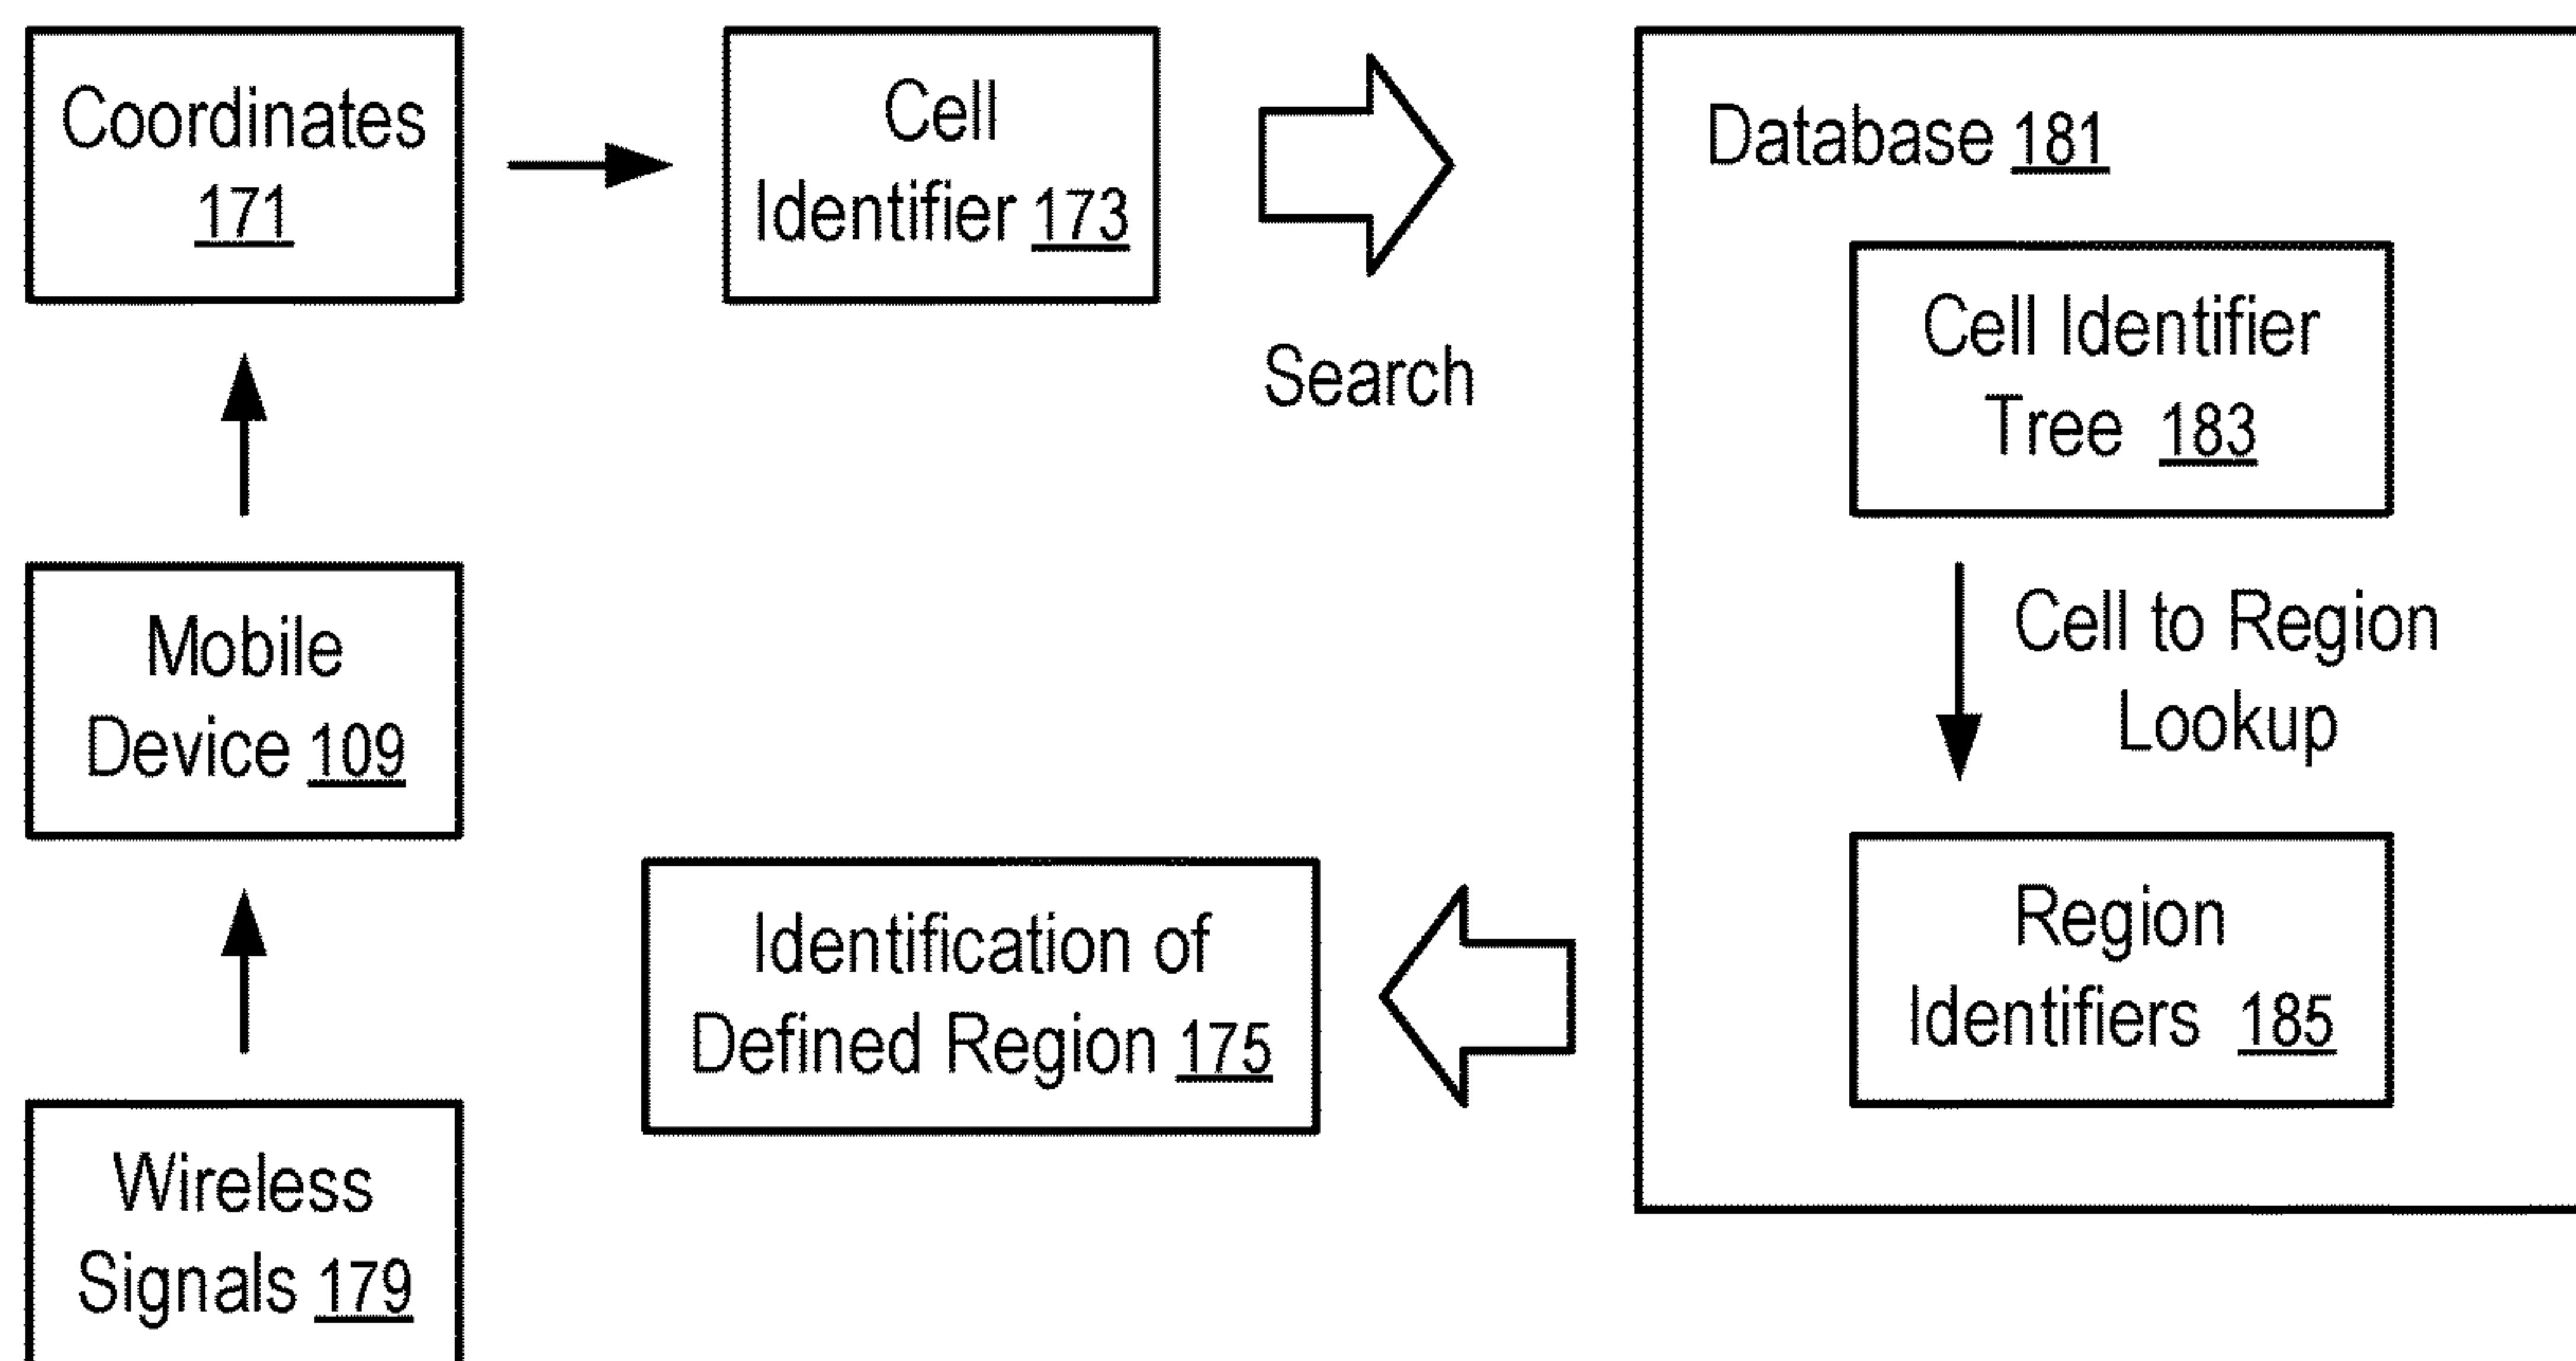 Coordinates
171
Cell
Identifier 173
Search
Database 181
Cell Identifier
Tree 183
Cell to Region
Lookup
Region
Identifiers 185
Identification of
Defined Region 175
Mobile
Device 109
Wireless
Signals 179